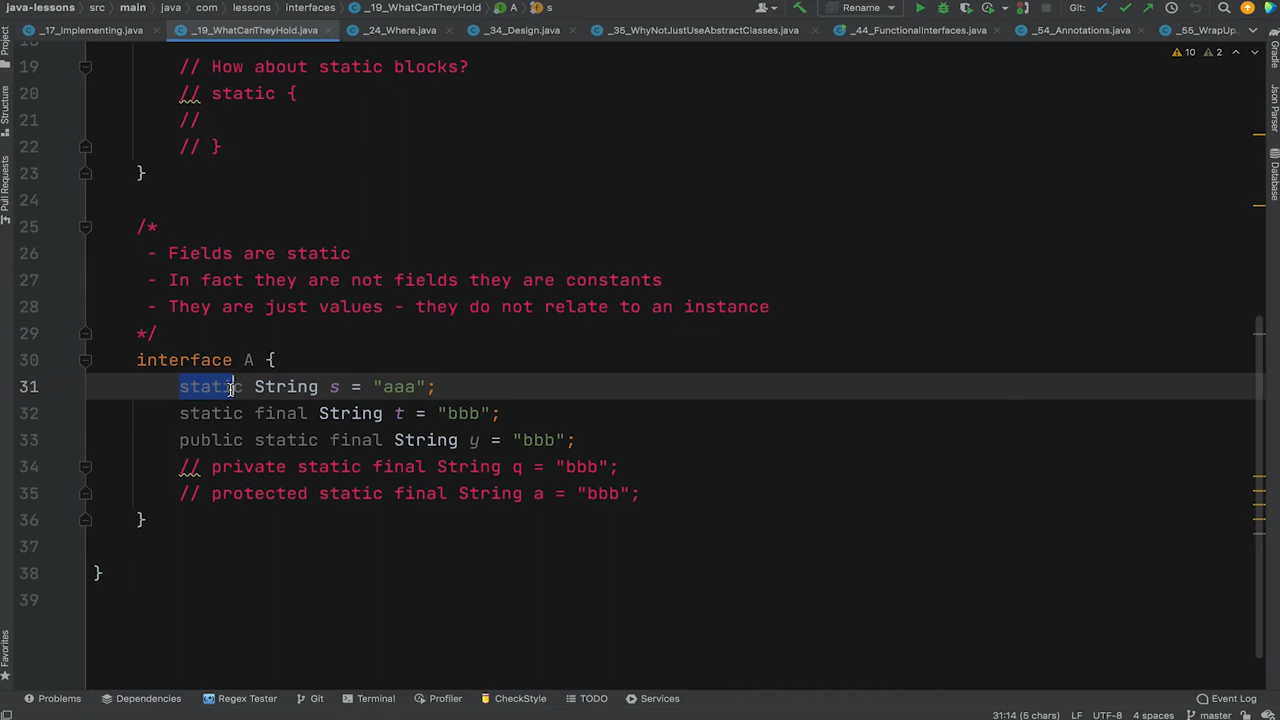 java-lessons > src > main > java > com > lessons > interfaces > _19_WhatCanTheyHold > A > s Rename Git:
_17_Implementing.java _19_WhatCanTheyHold.java _24_Where.java _34_Design.java _35_WhyNotJustUseAbstractClasses.java _44_FunctionalInterfaces.java _54_Annotations.java _55_WrapUp.
Project
Structure
Pull Requests
Favorites
10 2
19 // How about static blocks?
20 // static {
21 //
22 // }
23 }
24
25 /*
26 - Fields are static
27 - In fact they are not fields they are constants
28 - They are just values - they do not relate to an instance
29 */
30 interface A {
31 static String s = "aaa";
32 static final String t = "bbb";
33 public static final String y = "bbb";
34 // private static final String q = "bbb";
35 // protected static final String a = "bbb";
36 }
37
38 }
39
Gradle
Json Parser
Database
Problems Dependencies Regex Tester Git Terminal Profiler CheckStyle TODO Services Event Log
31:14 (5 chars) LF UTF-8 4 spaces master